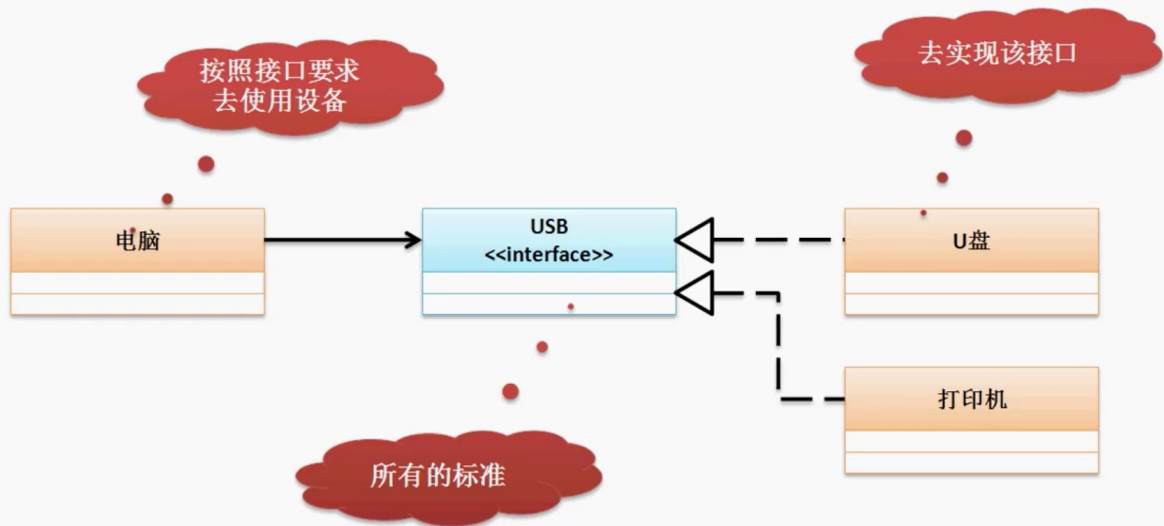 按照接口要求
去使用设备
去实现该接口
电脑
USB
<<interface>>
U盘
打印机
所有的标准